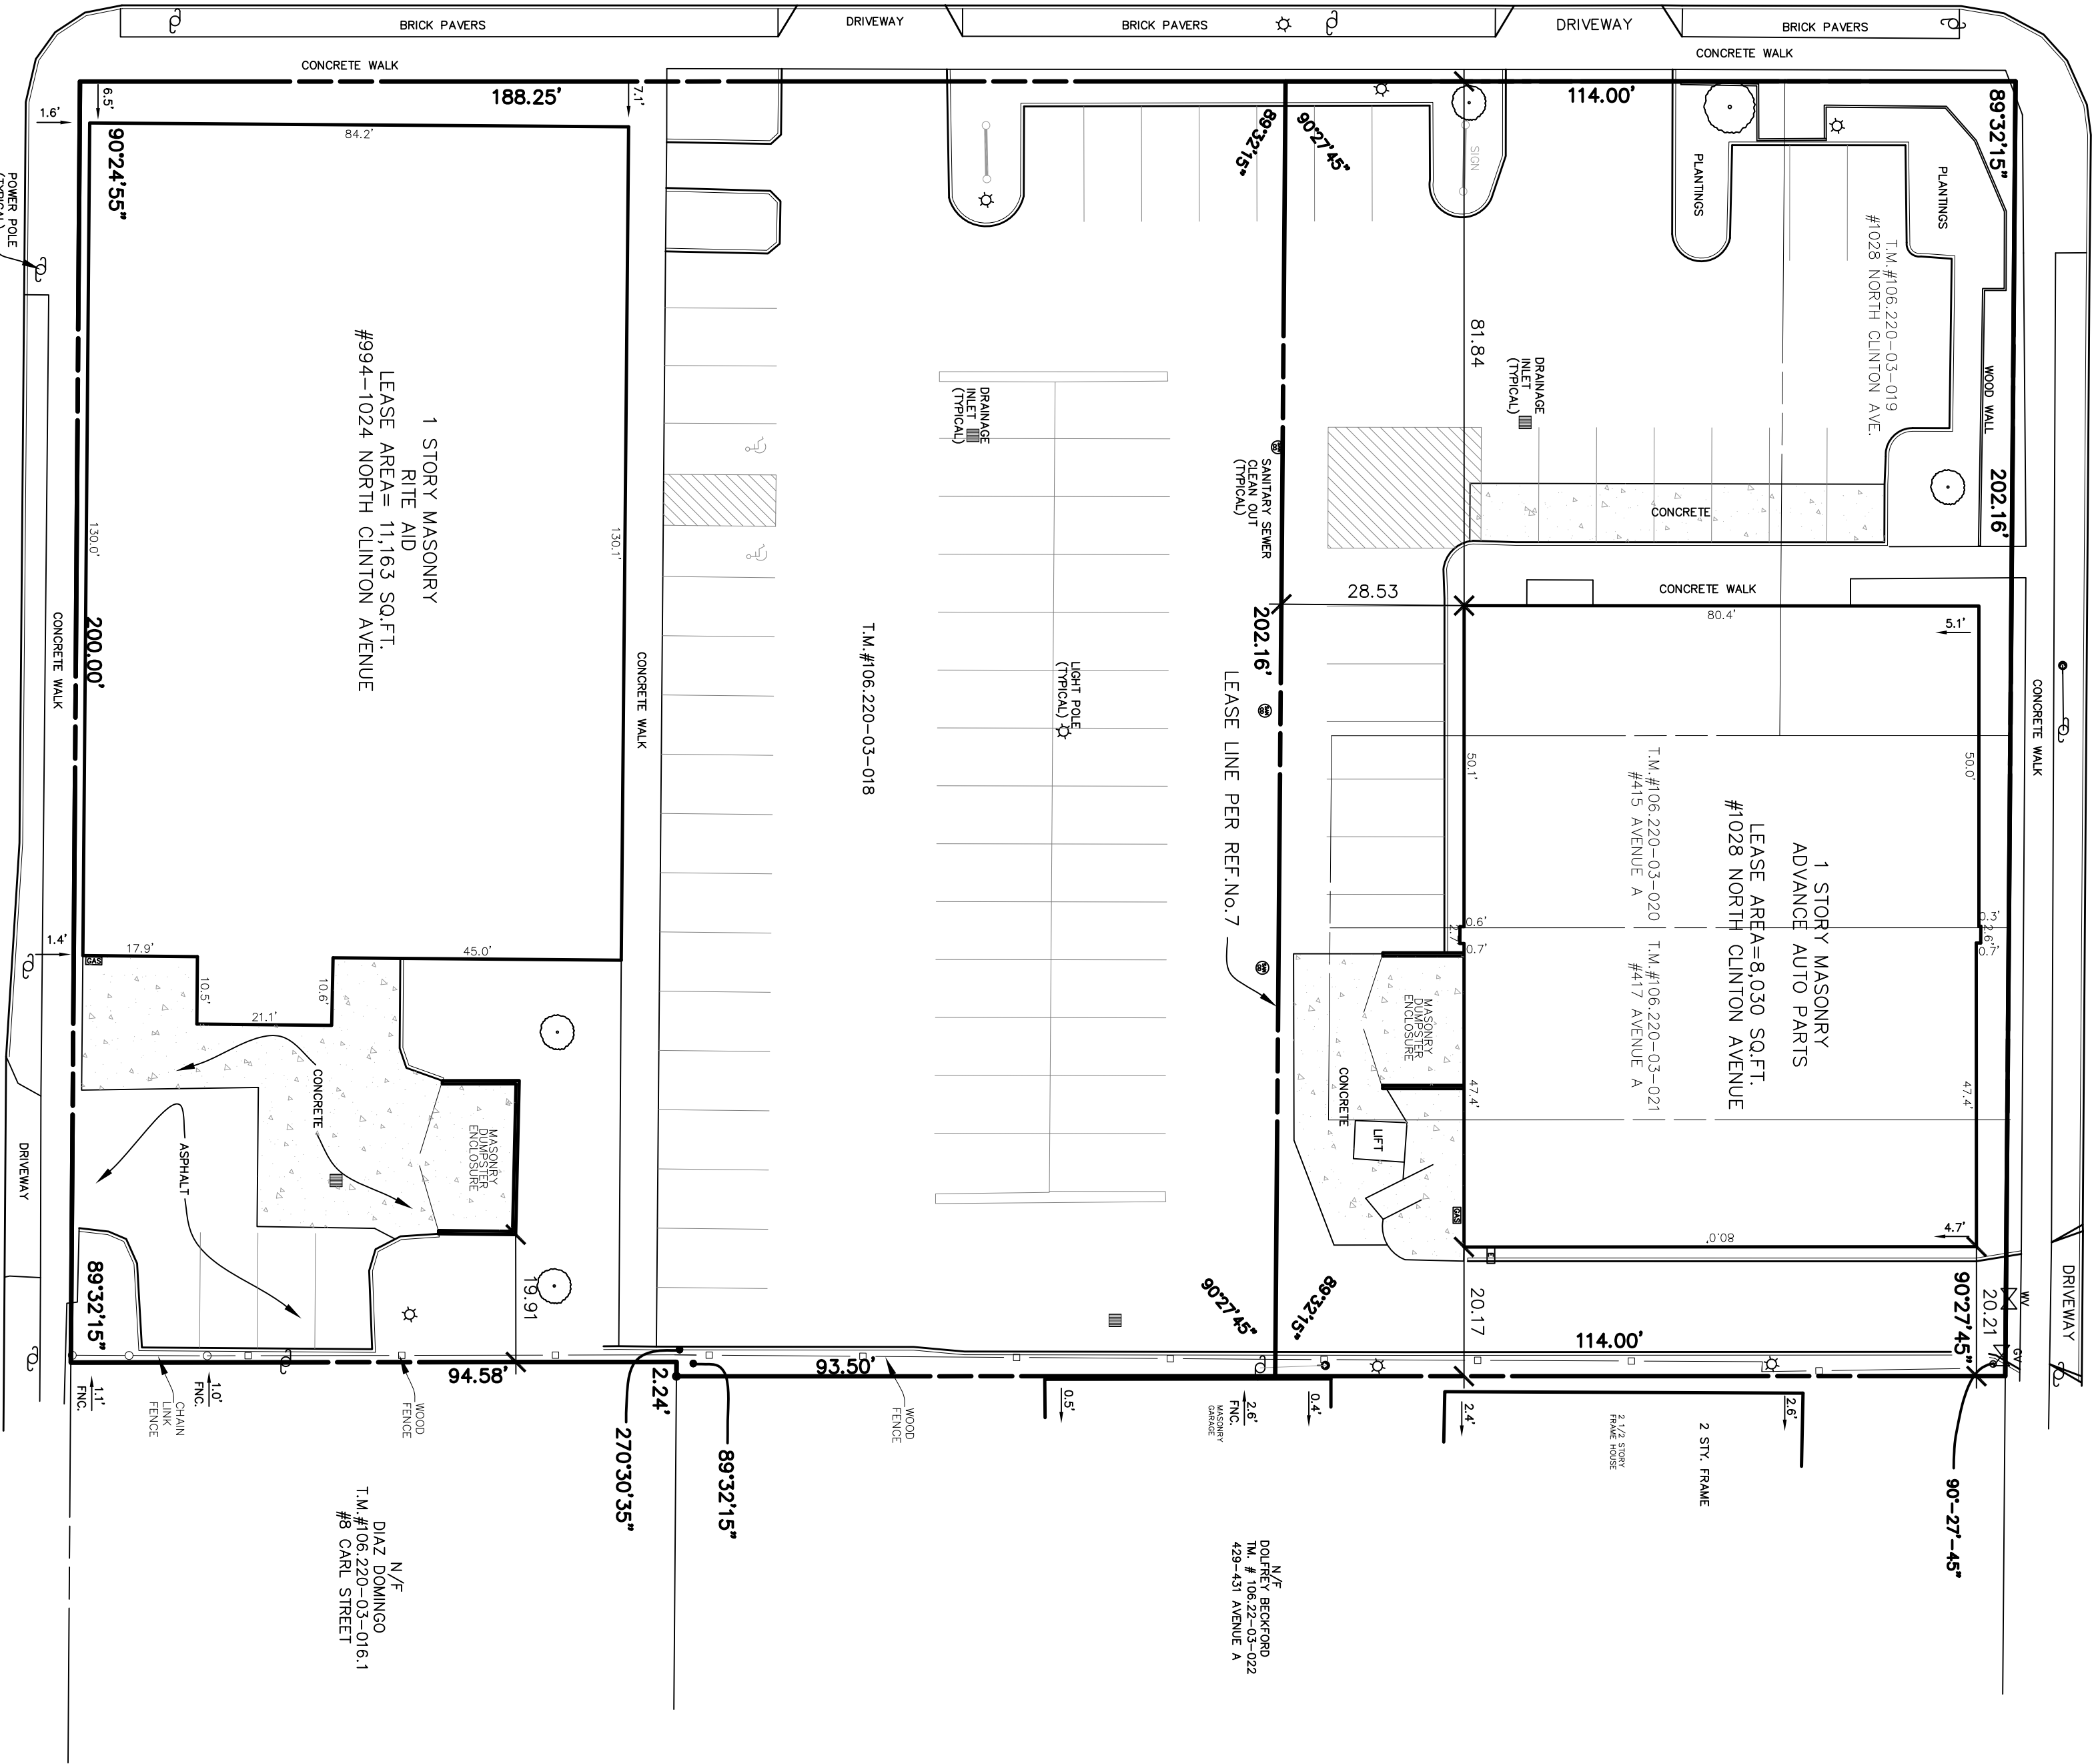 BRICK PAVERS
DRIVEWAY
BRICK PAVERS
DRIVEWAY
BRICK PAVERS
CONCRETE WALK
CONCRETE WALK
188.25'
114.00'
89°32'15"
6.5'
7.1'
1.6'
84.2'
90°24'55"
89°32'15"
90°27'45"
SIGN
PLANTINGS
PLANTINGS
POWER POLE
T.M.#106.220-03-019
#1028 NORTH CLINTON AVE.
WOOD WALL
202.16'
81.84
DRAINAGE
INLET
(TYPICAL)
DRAINAGE
INLET
(TYPICAL)
SANITARY SEWER
CLEAN OUT
(TYPICAL)
CONCRETE
CONCRETE WALK
28.53
80.4'
5.1'
1 STORY MASONRY
RITE AID
LEASE AREA= 11,163 SQ.FT.
#994-1024 NORTH CLINTON AVENUE
130.0'
130.1'
200.00'
CONCRETE WALK
CONCRETE WALK
T.M.#106.220-03-018
LIGHT POLE
(TYPICAL)
202.16'
LEASE LINE PER REF.No.7
CONCRETE WALK
50.1'
50.0'
T.M.#106.220-03-020
#415 AVENUE A
T.M.#106.220-03-021
#417 AVENUE A
1 STORY MASONRY
ADVANCE AUTO PARTS
LEASE AREA=8,030 SQ.FT.
#1028 NORTH CLINTON AVENUE
0.6'
2.7'
0.7'
0.3'
2.6'
0.7'
47.4'
47.4'
1.4'
17.9'
GAS
10.5'
21.1'
10.6'
45.0'
MASONRY
DUMPSTER
ENCLOSURE
CONCRETE
LIFT
GAS
E
80.0'
4.7'
CONCRETE
ASPHALT
MASONRY
DUMPSTER
ENCLOSURE
DRIVEWAY
DRIVEWAY
89°32'15"
19.91
90°27'45"
89°32'15"
20.17
90°27'45"
20.21
WV
GV
94.58'
2.24'
93.50'
114.00'
1.1'
FNC.
1.0'
FNC.
CHAIN
LINK
FENCE
WOOD
FENCE
270°30'35"
89°32'15"
WOOD
FENCE
0.5'
2.6'
FNC.
MASONRY
GARAGE
0.4'
2.4'
2.6'
2 1/2 STORY
FRAME HOUSE
2 STY. FRAME
90°-27'-45"
N/F
DIAZ DOMINGO
T.M.#106.220-03-016.1
#8 CARL STREET
N/F
DOLFREY BECKFORD
TM. # 106.22-03-022
429-431 AVENUE A